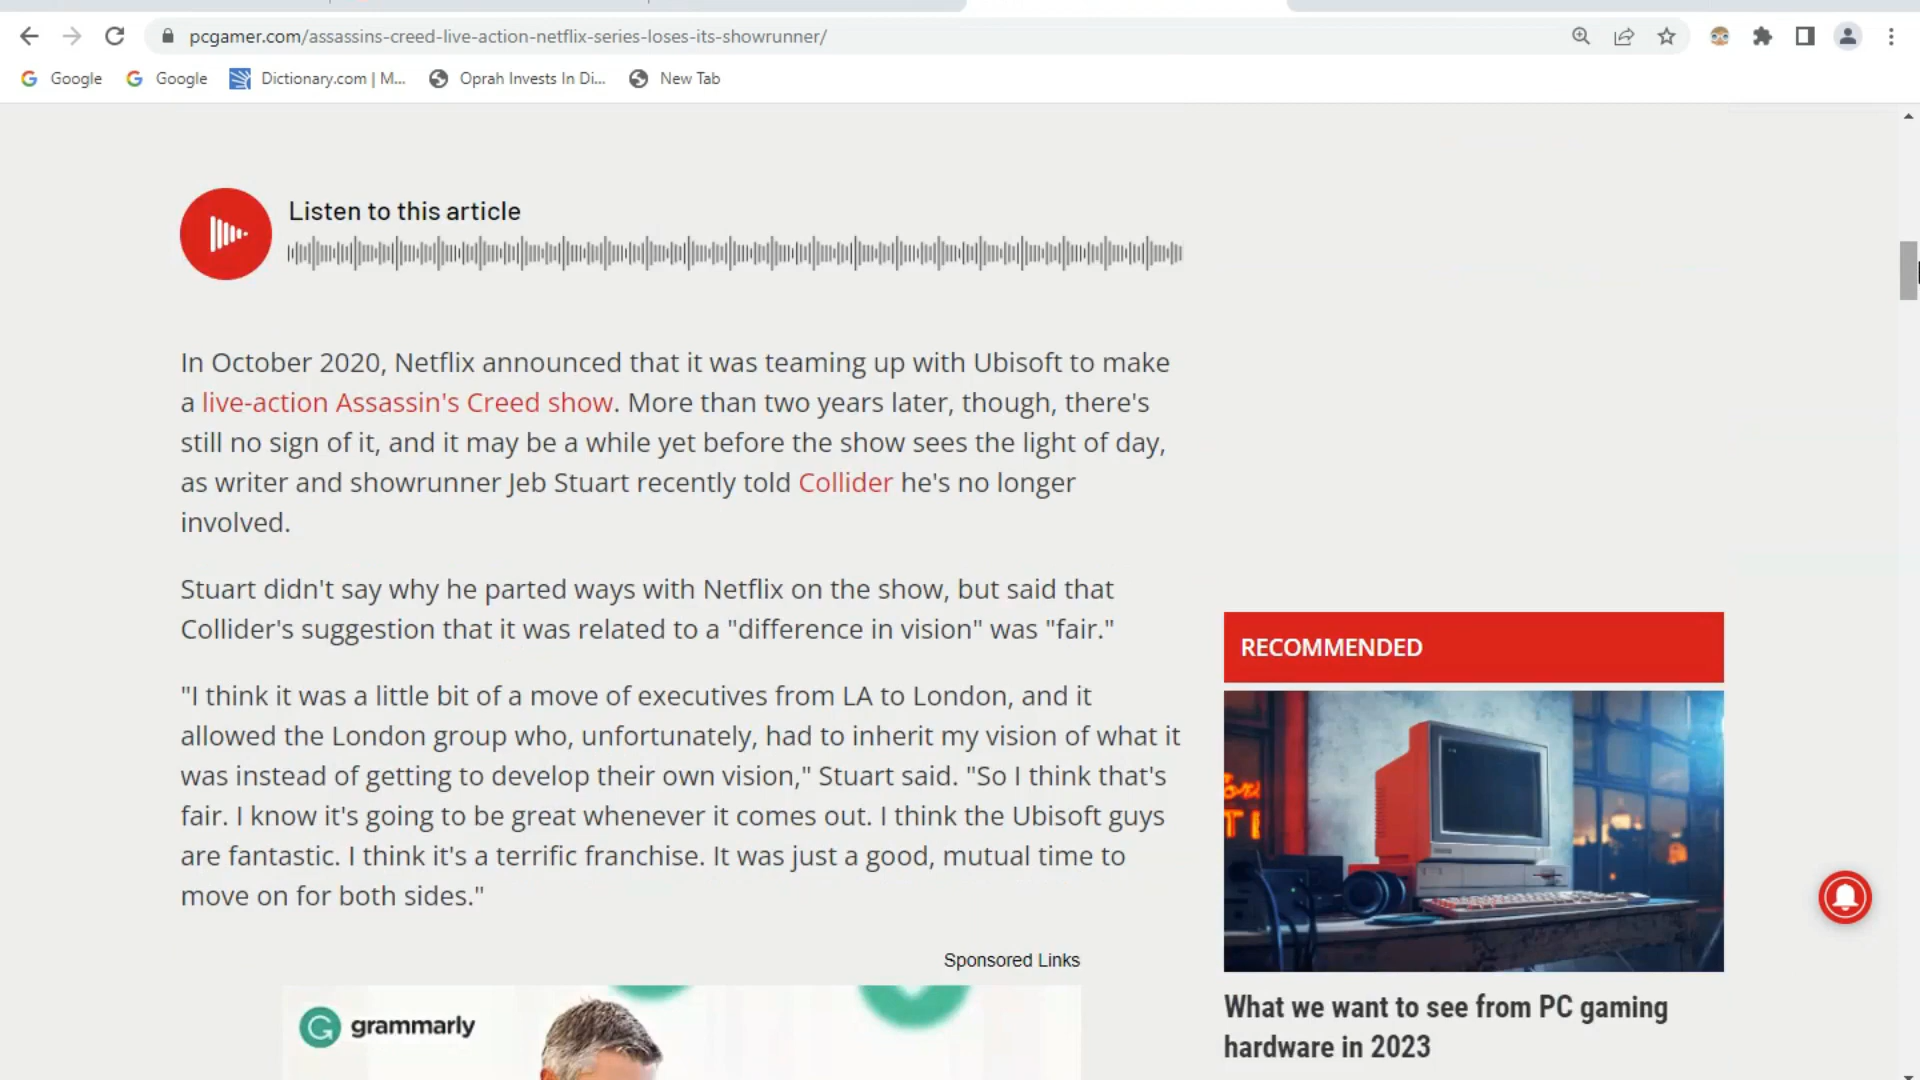 pcgamer.com/assassins-creed-live-action-netflix-series-loses-its-showrunner/
Google
Google
Dictionary.com | M...
Oprah Invests In Di...
New Tab
Listen to this article
In October 2020, Netflix announced that it was teaming up with Ubisoft to make
a live-action Assassin's Creed show. More than two years later, though, there's
still no sign of it, and it may be a while yet before the show sees the light of day,
as writer and showrunner Jeb Stuart recently told Collider he's no longer
involved.
Stuart didn't say why he parted ways with Netflix on the show, but said that
Collider's suggestion that it was related to a "difference in vision" was "fair."
"I think it was a little bit of a move of executives from LA to London, and it
allowed the London group who, unfortunately, had to inherit my vision of what it
was instead of getting to develop their own vision," Stuart said. "So I think that's
fair. I know it's going to be great whenever it comes out. I think the Ubisoft guys
are fantastic. I think it's a terrific franchise. It was just a good, mutual time to
move on for both sides."
Sponsored Links
grammarly
RECOMMENDED
What we want to see from PC gaming
hardware in 2023